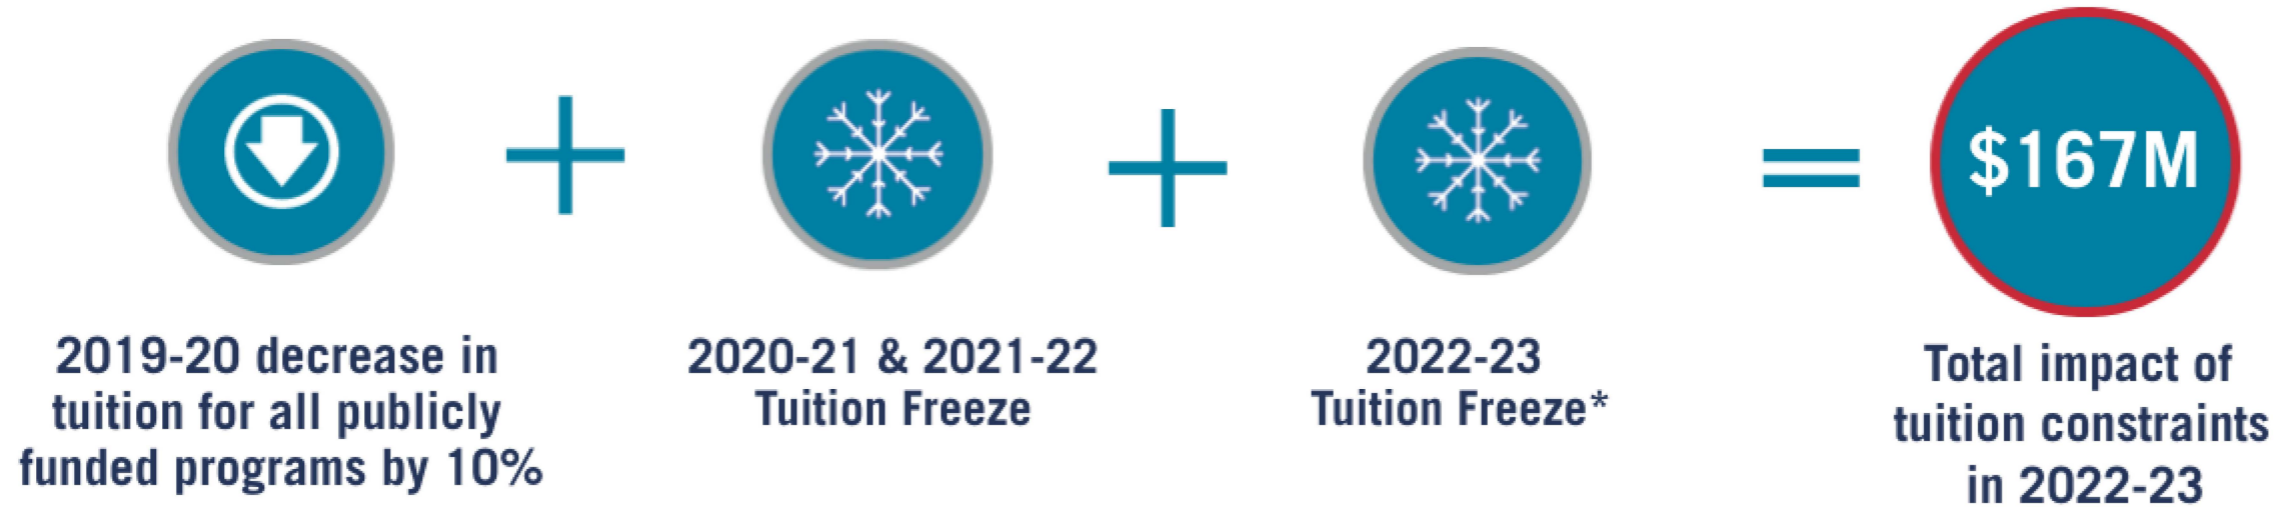 2019-20 decrease in
tuition for all publicly
funded programs by 10%
2020-21 & 2021-22
Tuition Freeze
2022-23
Tuition Freeze*
$167M
Total impact of
tuition constraints
in 2022-23